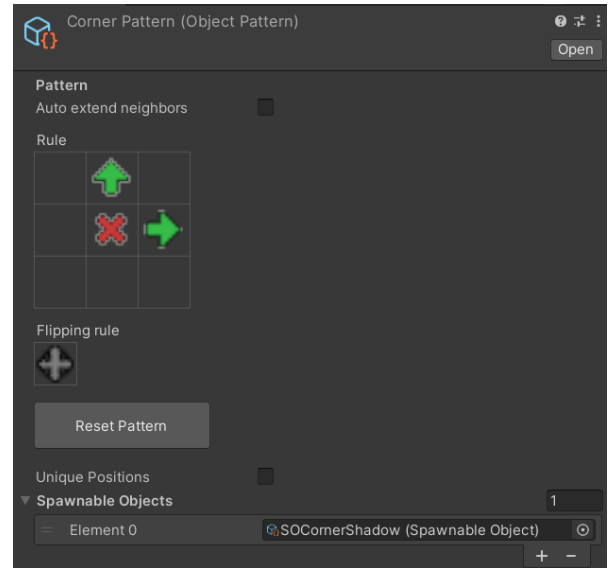 Corner Pattern (Object Pattern)
Open
Pattern
Auto extend neighbors
Rule
Flipping rule
Reset Pattern
Unique Positions
Spawnable Objects 1
Element 0 SOCornerShadow (Spawnable Object)